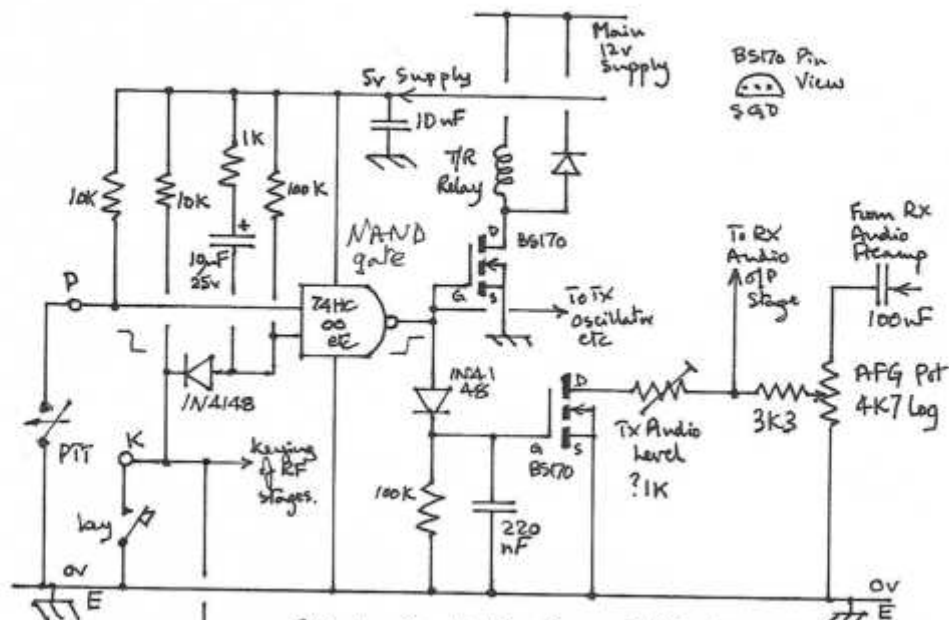 Main
12v
Supply
BS170 Pin
View
SGD
5v Supply
10nF
1K
10K
10K
100K
10uF
25v
T/R
Relay
D
BS170
G
S
NAND
gate
74HC
00
etc
P
To TX
Oscillator
etc
To RX
Audio
O/P
Stage
From RX
Audio
Preamp
100nF
1N4148
1N41
48
D
G
S
BS170
TX Audio
Level
?1K
3K3
AFG Pot
4K7 Log
PTT
K
Keying
of RF
stages.
Key
100K
220
nF
0V
E
0V
E